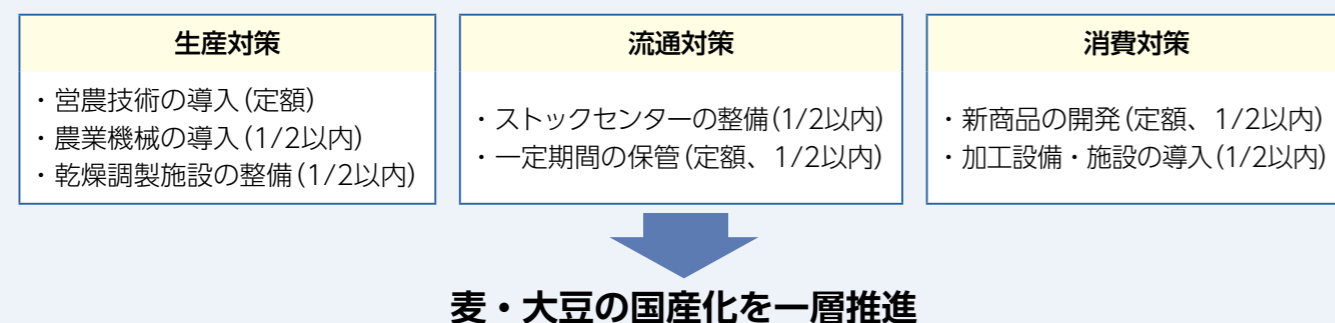 生産対策
・営農技術の導入(定額)
・農業機械の導入(1/2以内)
・乾燥調製施設の整備(1/2以内)
流通対策
・ストックセンターの整備(1/2以内)
・一定期間の保管(定額、1/2以内)
消費対策
・新商品の開発(定額、1/2以内)
・加工設備・施設の導入(1/2以内)
麦・大豆の国産化を一層推進